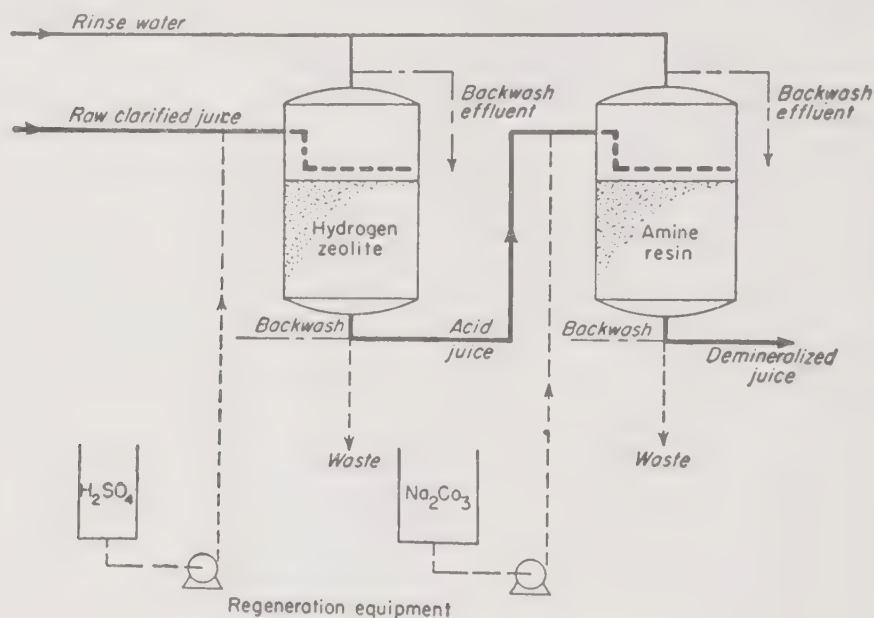 Rinse water
Backwash
effluent
Backwash
effluent
Raw clarified juice
Hydrogen
zeolite
Amine
resin
Backwash
Acid
juice
Backwash
Demineralized
juice
Waste
Waste
H₂SO₄
Na₂Co₃
Regeneration equipment